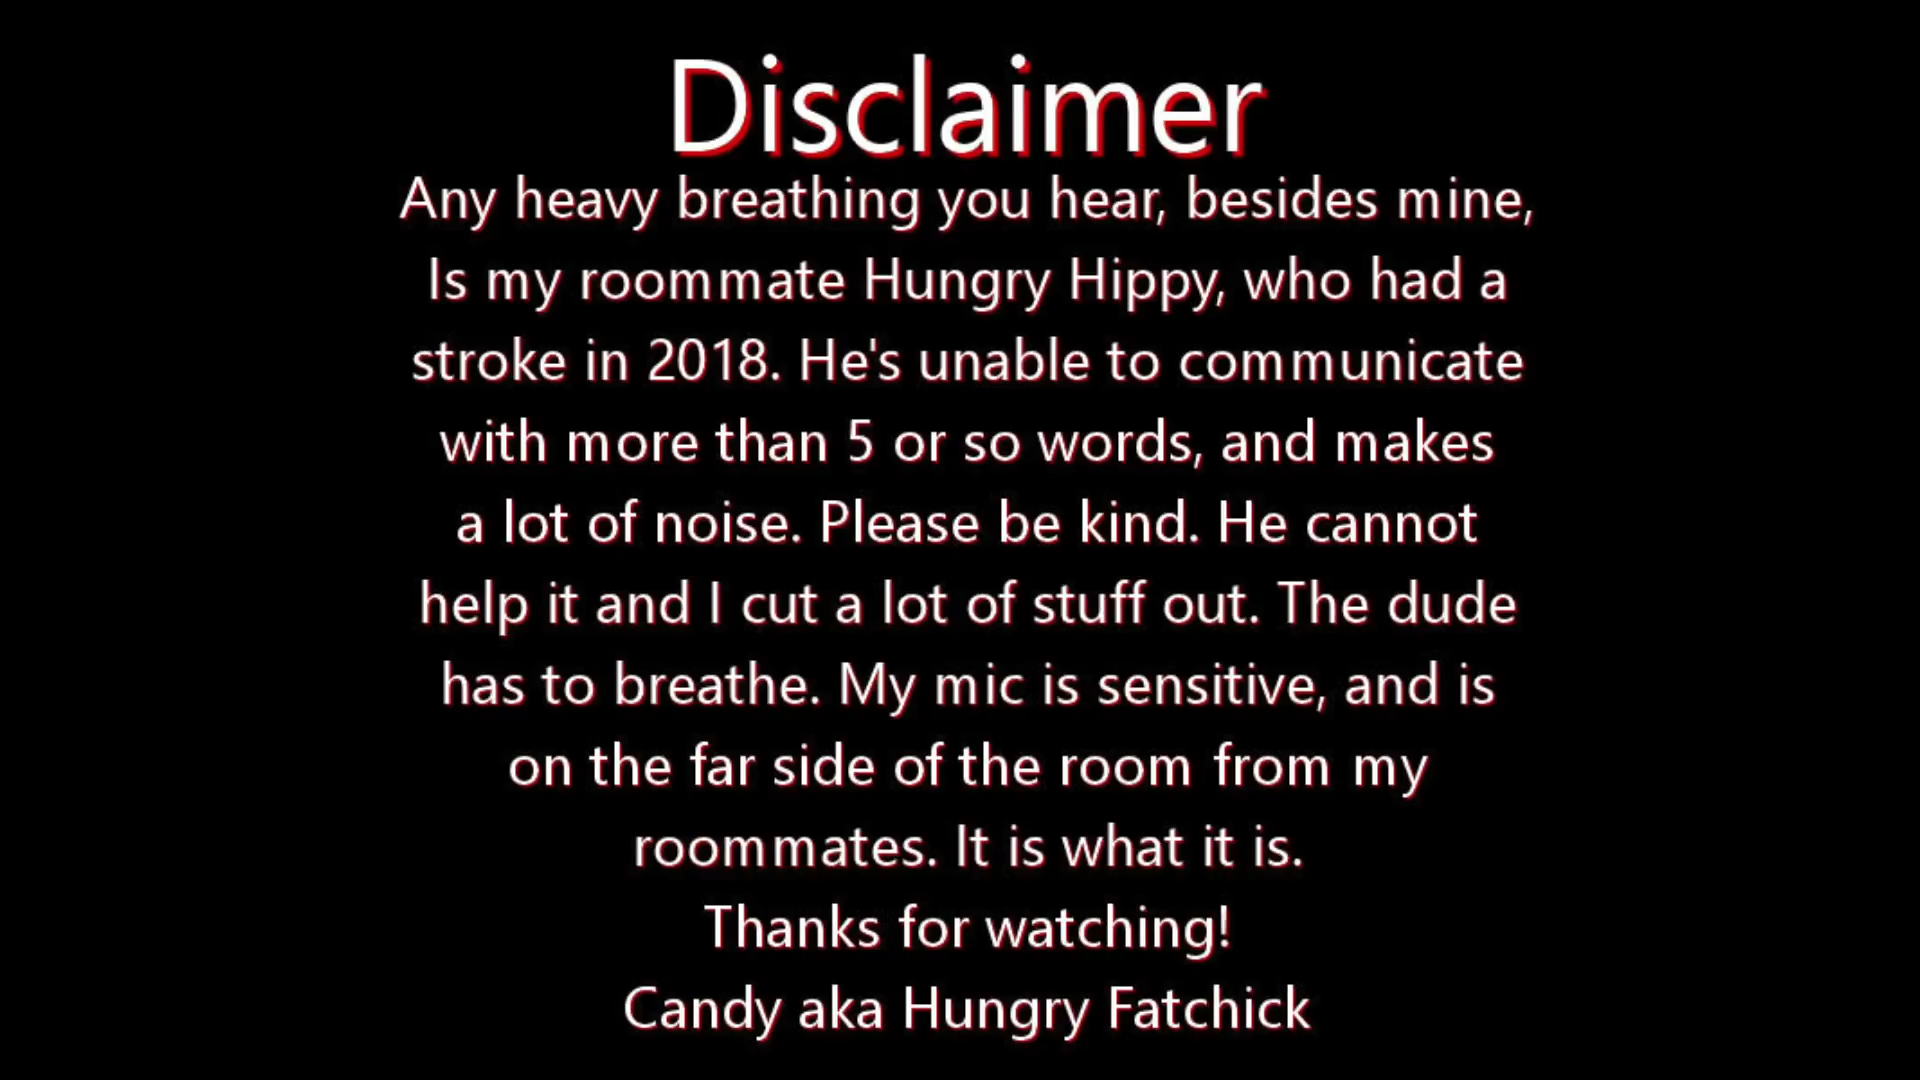 Disclaimer
Any heavy breathing you hear, besides mine,
Is my roommate Hungry Hippy, who had a
stroke in 2018. He's unable to communicate
with more than 5 or so words, and makes
a lot of noise. Please be kind. He cannot
help it and I cut a lot of stuff out. The dude
has to breathe. My mic is sensitive, and is
on the far side of the room from my
roommates. It is what it is.
Thanks for watching!
Candy aka Hungry Fatchick